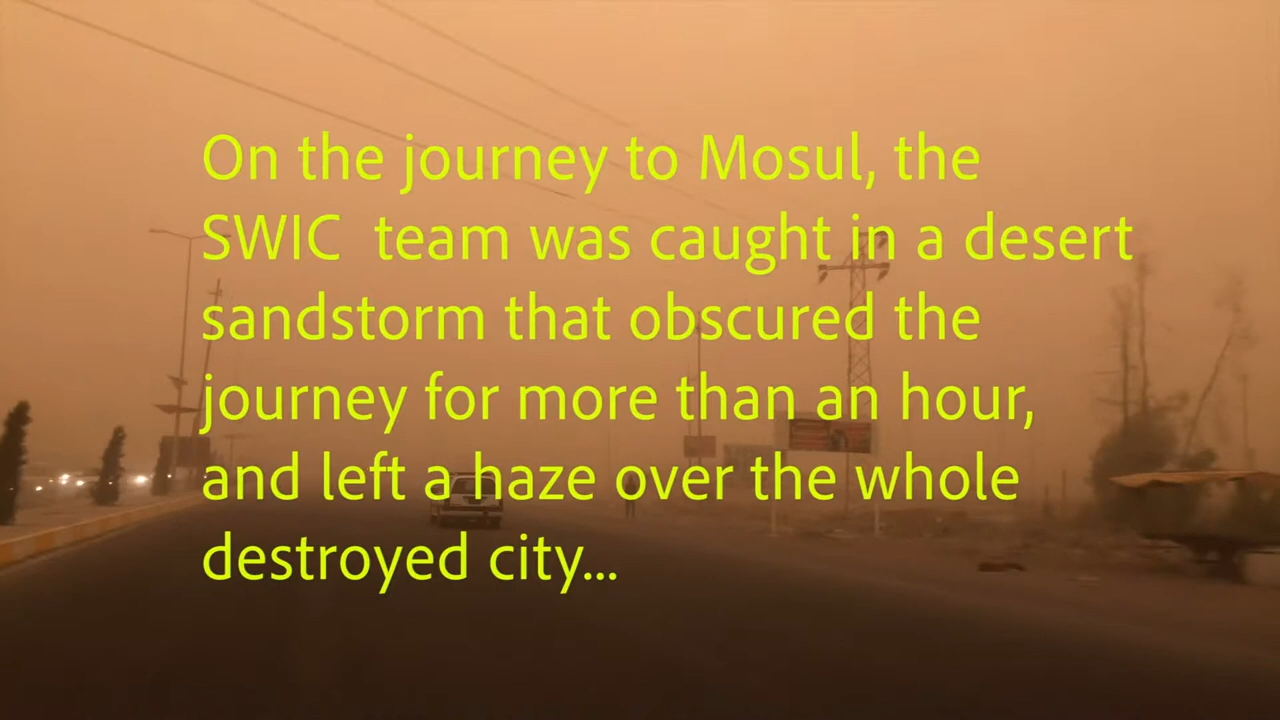 On the journey to Mosul, the
SWIC  team was caught in a desert
sandstorm that obscured the
journey for more than an hour,
and left a haze over the whole
destroyed city...